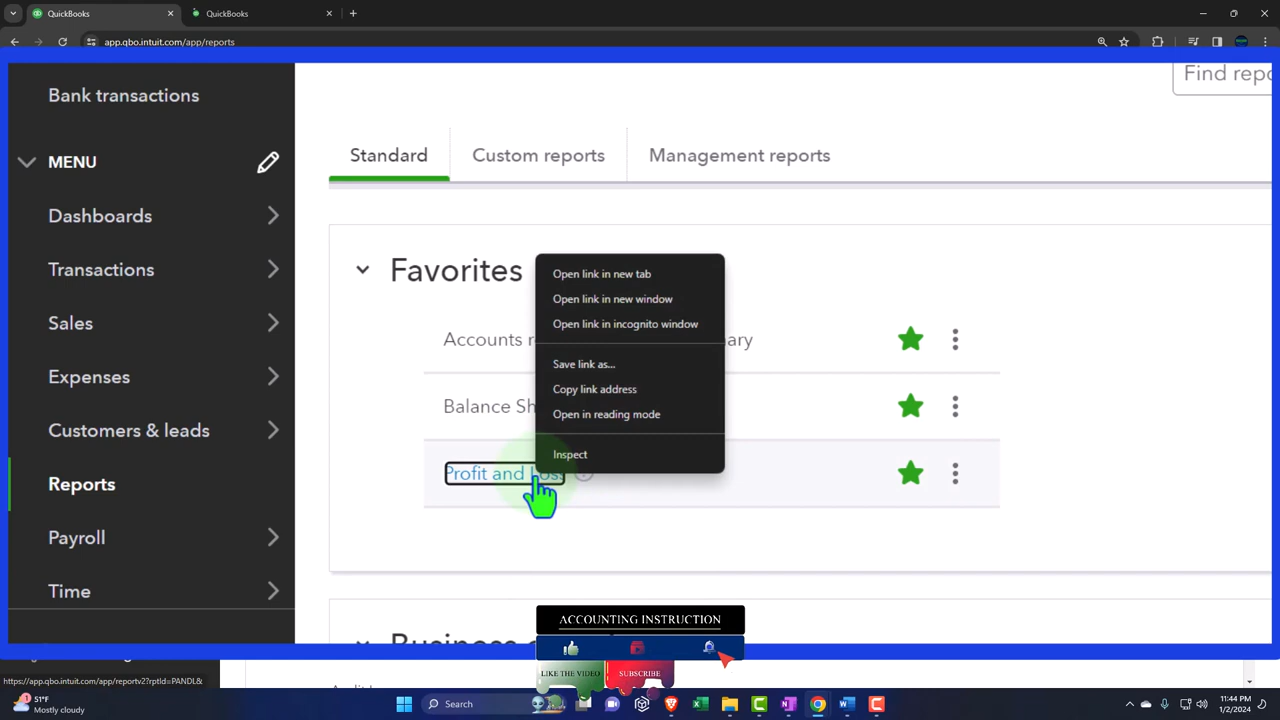 QuickBooks
QuickBooks
app.qbo.intuit.com/app/reports
Bank transactions
MENU
Dashboards
Transactions
Sales
Expenses
Customers & leads
Reports
Payroll
Time
Standard
Custom reports
Management reports
Favorites
Accounts
Balance
Profit and Loss
Open link in new tab
Open link in new window
Open link in incognito window
Save link as...
Copy link address
Open in reading mode
Inspect
ACCOUNTING INSTRUCTION
LIKE THE VIDEO
SUBSCRIBE
https://app.qbo.intuit.com/app/reportv2?rptId=PANDL&
51°F
Mostly cloudy
Search
11:44 PM
1/2/2024